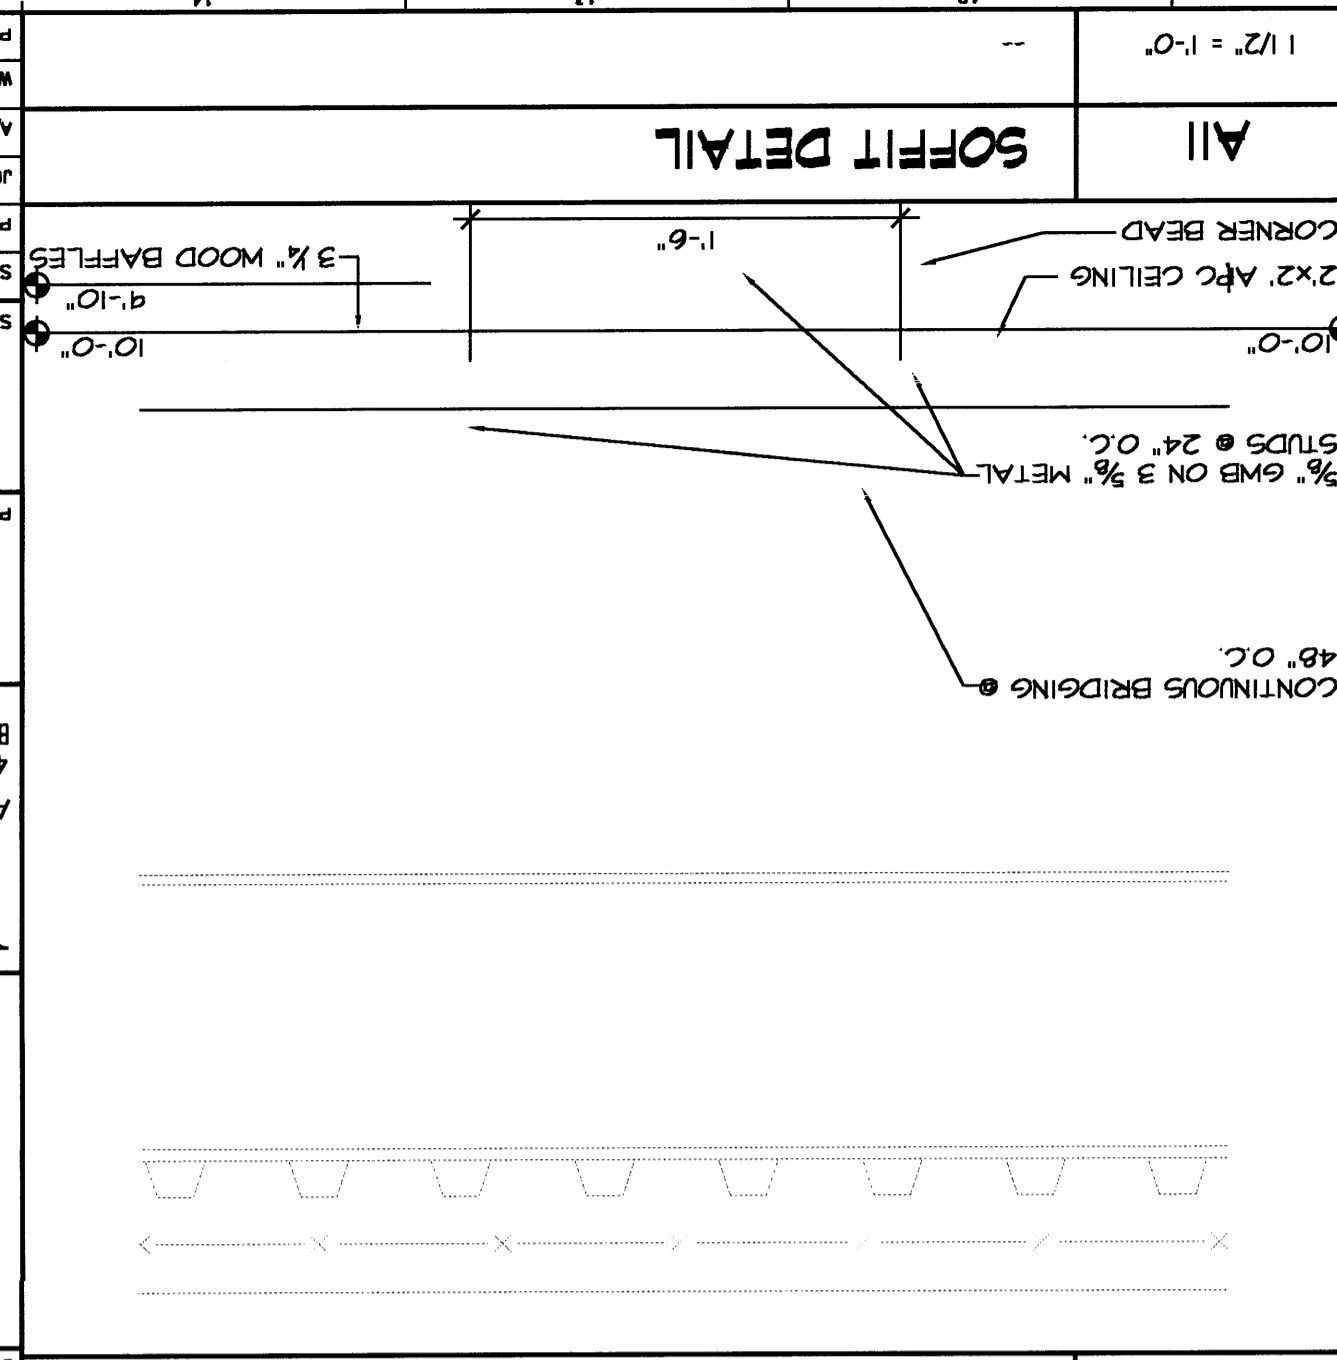 CONTINUOUS BRIDGING @
48" O.C.
5/8" GWB ON 3 5/8" METAL
STUDS @ 24" O.C.
10'-0"
10'-0"
2'x2' APC CEILING
9'-10"
CORNER BEAD
1'-6"
3 1/4" WOOD BAFFLES
A11
SOFFIT DETAIL
1 1/2" = 1'-0"
--